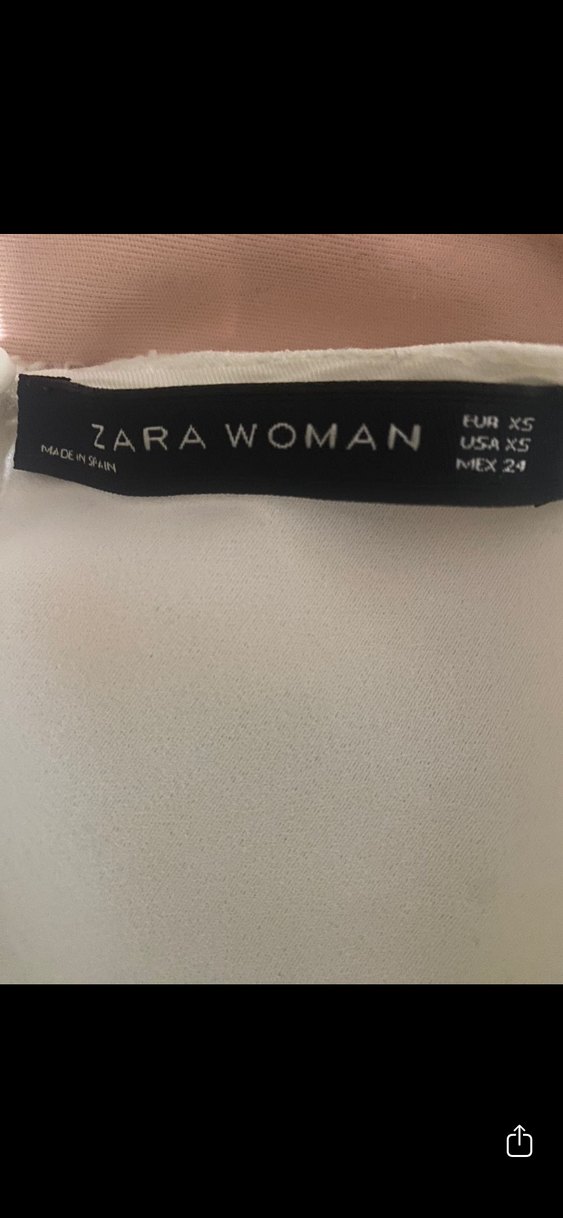 ZARA WOMAN
MADE IN SPAIN
EUR XS
USA XS
MEX 24